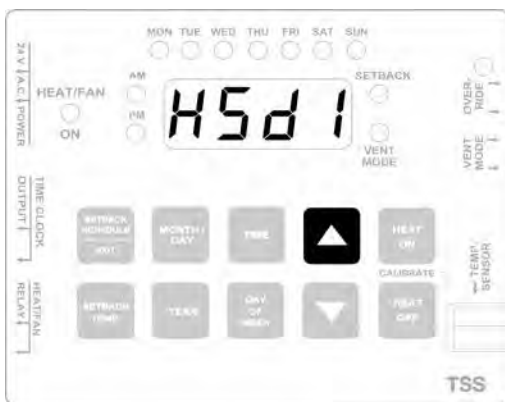 MON TUE WED THU FRI SAT SUN
24 V A.C. POWER
AM
SETBACK
HEAT/FAN
HSd1
OVER-
RIDE
ON
PM
VENT
MODE
VENT
MODE
TIME CLOCK
OUTPUT
SETBACK
SCHEDULE
MONTH /
DAY
TIME
HEAT
ON
CALIBRATE
TEMP.
SENSOR
HEAT/FAN
RELAY
SETBACK
TEMP
YEAR
DAY
OF
WEEK
HEAT
OFF
TSS